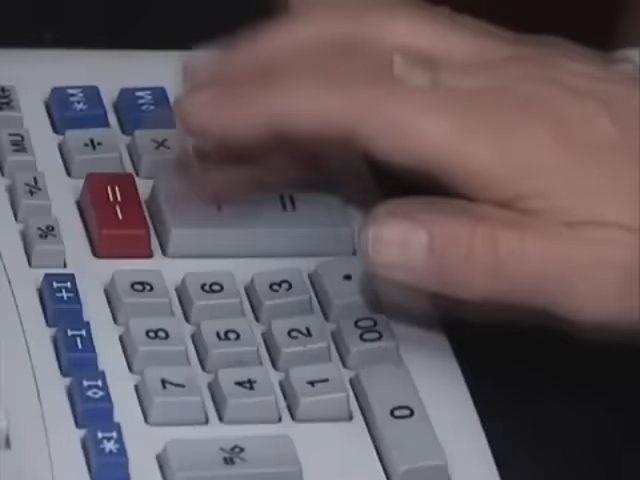 *M ◊M
MU ÷ ×
+/- = - =
% 
9 6 3 .
+I
8 5 2 00
-I
7 4 1 0
◊I
*I #/%